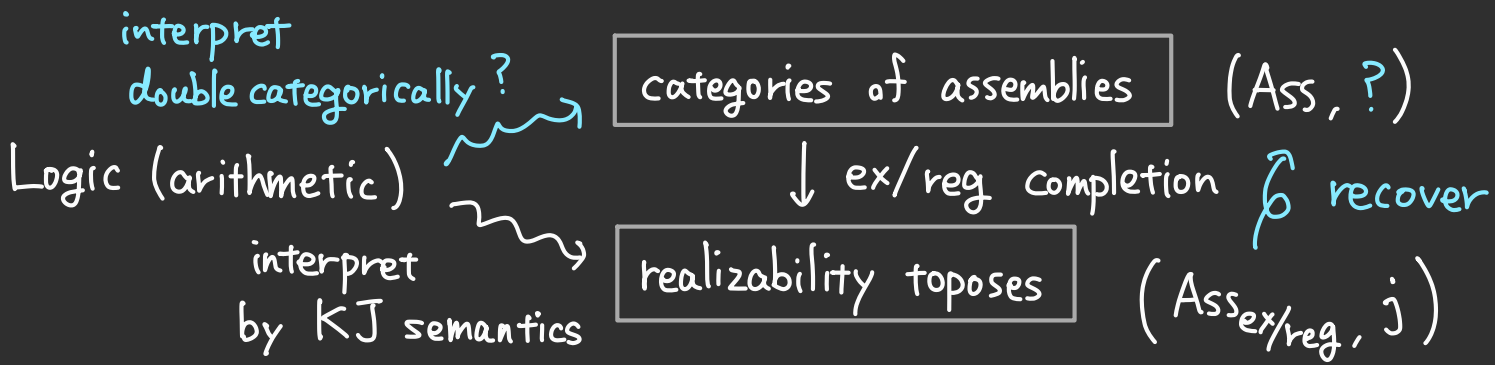 interpret
double categorically ?
categories of assemblies
(Ass, ?)
Logic (arithmetic)
↓ ex/reg completion
recover
interpret
by KJ semantics
realizability toposes
(Ass_ex/reg, j)